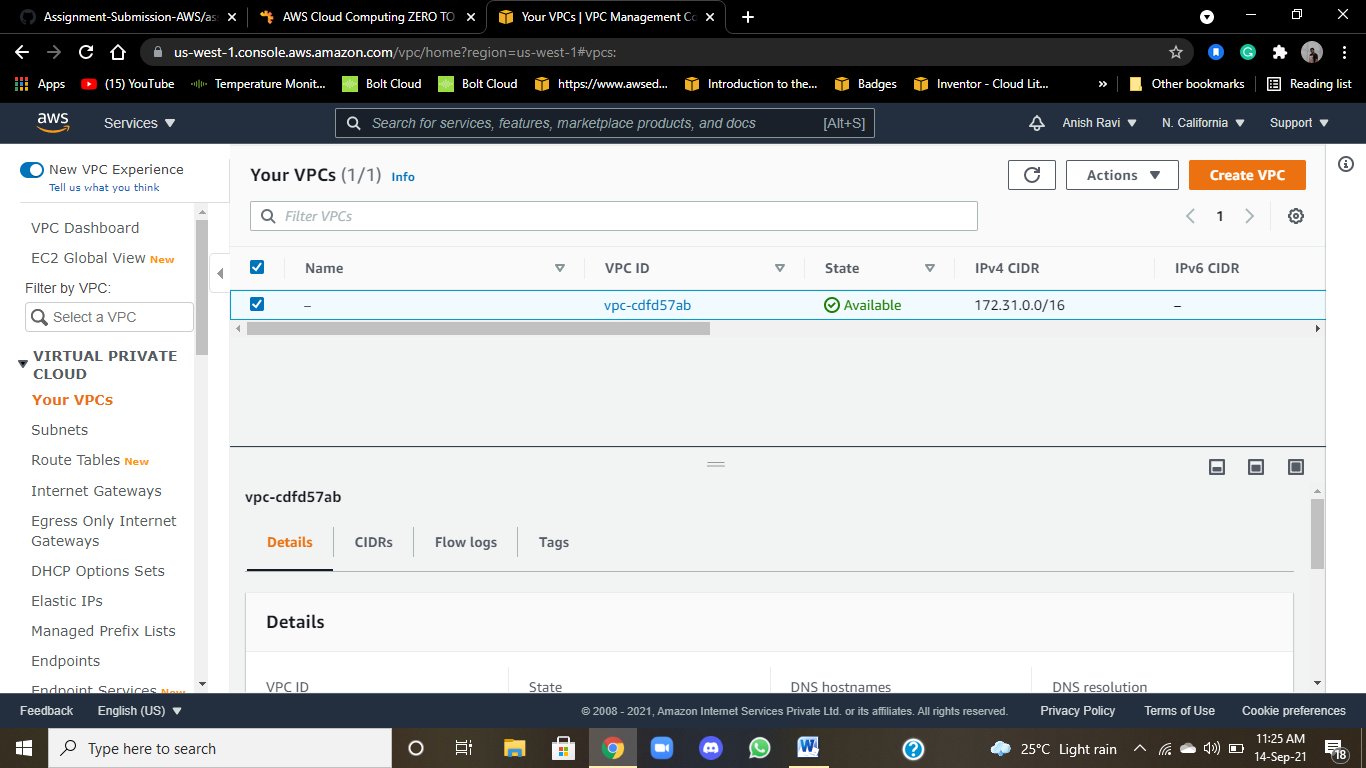 Assignment-Submission-AWS/ass
AWS Cloud Computing ZERO TO
Your VPCs | VPC Management Co
us-west-1.console.aws.amazon.com/vpc/home?region=us-west-1#vpcs:
Apps
(15) YouTube
Temperature Monit...
Bolt Cloud
Bolt Cloud
https://www.awsed...
Introduction to the...
Badges
Inventor - Cloud Lit...
»
Other bookmarks
Reading list
aws
Services
Search for services, features, marketplace products, and docs
[Alt+S]
Anish Ravi
N. California
Support
New VPC Experience
Tell us what you think
VPC Dashboard
EC2 Global View New
Filter by VPC:
Select a VPC
VIRTUAL PRIVATE
CLOUD
Your VPCs
Subnets
Route Tables New
Internet Gateways
Egress Only Internet
Gateways
DHCP Options Sets
Elastic IPs
Managed Prefix Lists
Endpoints
Endpoint Services New
Your VPCs (1/1) Info
Actions
Create VPC
Filter VPCs
1
Name
VPC ID
State
IPv4 CIDR
IPv6 CIDR
–
vpc-cdfd57ab
Available
172.31.0.0/16
–
vpc-cdfd57ab
Details
CIDRs
Flow logs
Tags
Details
VPC ID
State
DNS hostnames
DNS resolution
Feedback
English (US)
© 2008 - 2021, Amazon Internet Services Private Ltd. or its affiliates. All rights reserved.
Privacy Policy
Terms of Use
Cookie preferences
Type here to search
25°C Light rain
11:25 AM
14-Sep-21
18